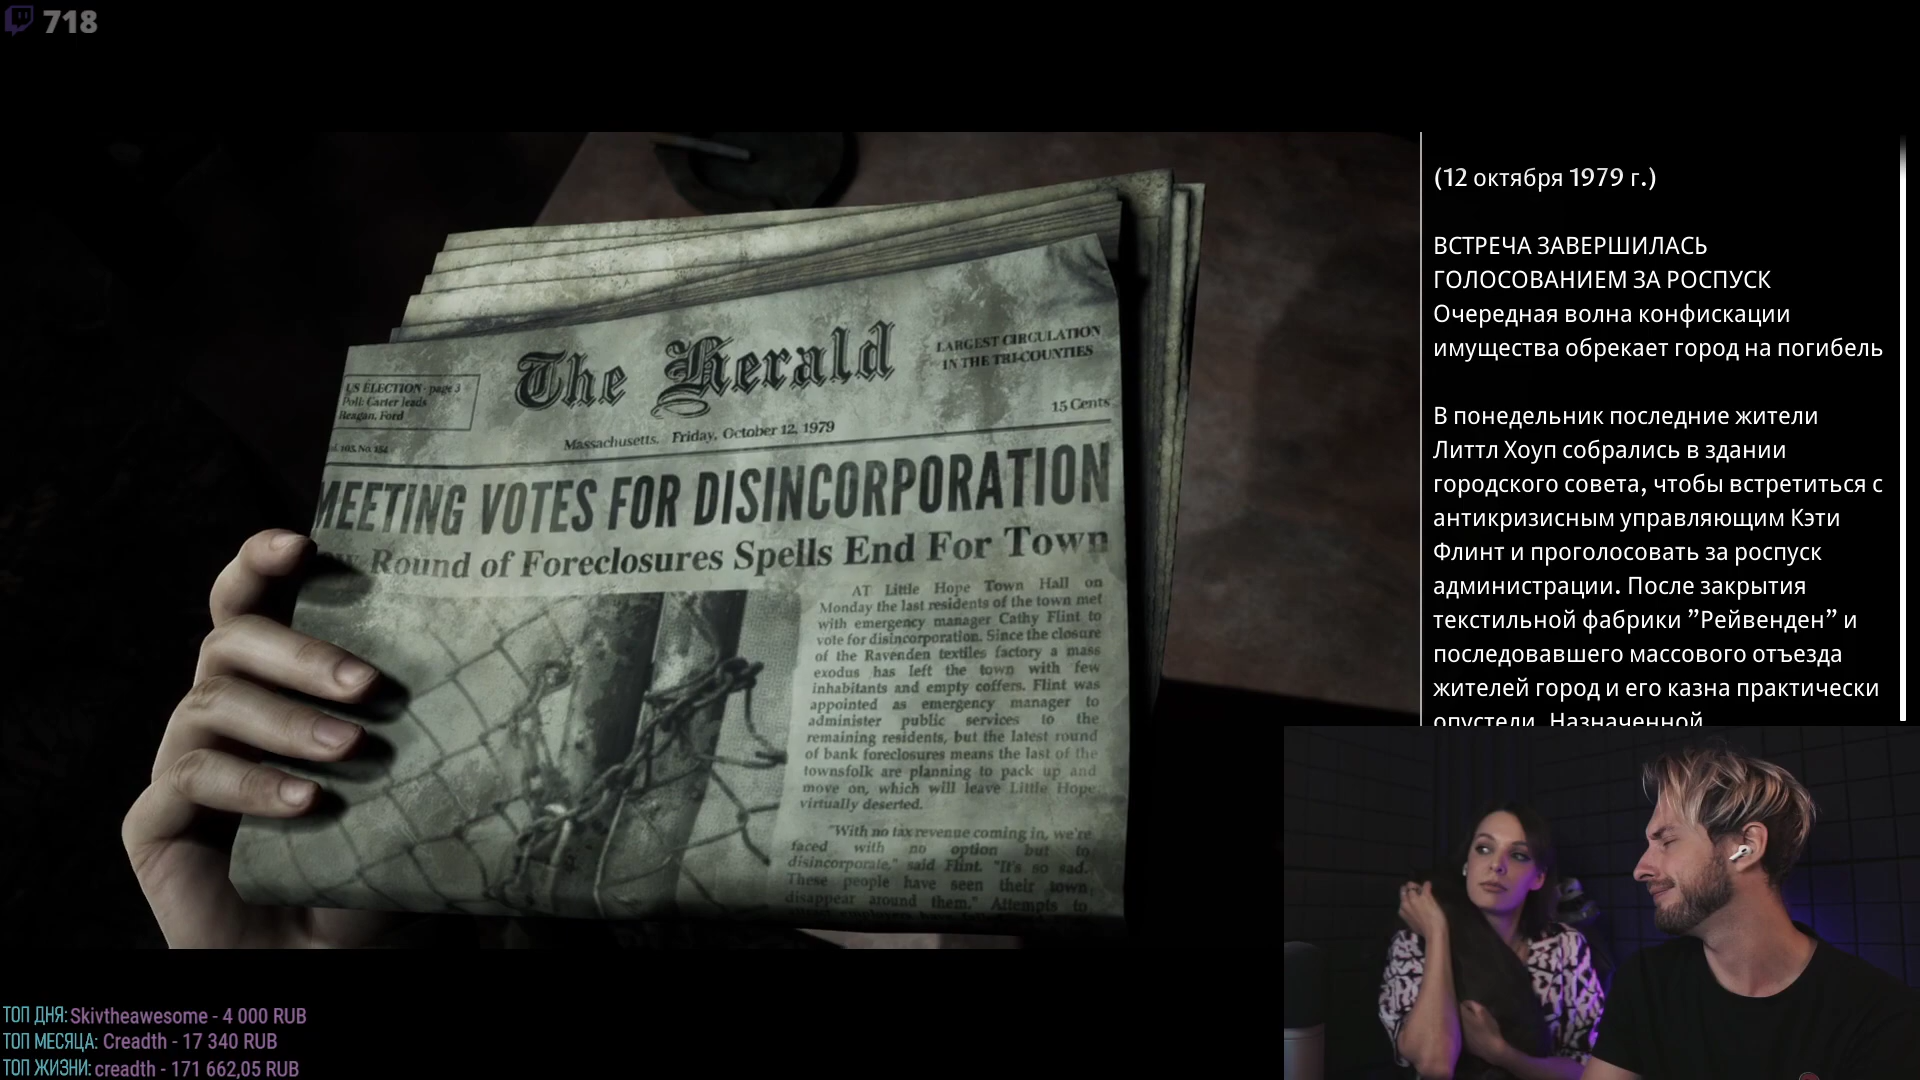 718
US ELECTION - page 3
Poll: Carter leads
Reagan, Ford
The Herald
LARGEST CIRCULATION
IN THE TRI-COUNTIES
15 Cents
Massachusetts. Friday, October 12, 1979
MEETING VOTES FOR DISINCORPORATION
Round of Foreclosures Spells End For Town
AT Little Hope Town Hall on
Monday the last residents of the town met
with emergency manager Cathy Flint to
vote for disincorporation. Since the closure
of the Ravenden textiles factory a mass
exodus has left the town with few
inhabitants and empty coffers. Flint was
appointed as emergency manager to
administer public services to the
remaining residents, but the latest round
of bank foreclosures means the last of the
townsfolk are planning to pack up and
move on, which will leave Little Hope
virtually deserted.
"With no tax revenue coming in, we're
faced with no option but to
disincorporate," said Flint. "It's so sad.
These people have seen their town
disappear around them." Attempts to
(12 октября 1979 г.)
ВСТРЕЧА ЗАВЕРШИЛАСЬ
ГОЛОСОВАНИЕМ ЗА РОСПУСК
Очередная волна конфискации
имущества обрекает город на погибель
В понедельник последние жители
Литтл Хоуп собрались в здании
городского совета, чтобы встретиться с
антикризисным управляющим Кэти
Флинт и проголосовать за роспуск
администрации. После закрытия
текстильной фабрики ”Рейвенден” и
последовавшего массового отъезда
жителей город и его казна практически
опустели. Назначенной
ТОП ДНЯ: Skivtheawesome - 4 000 RUB
ТОП МЕСЯЦА: Creadth - 17 340 RUB
ТОП ЖИЗНИ: creadth - 171 662,05 RUB